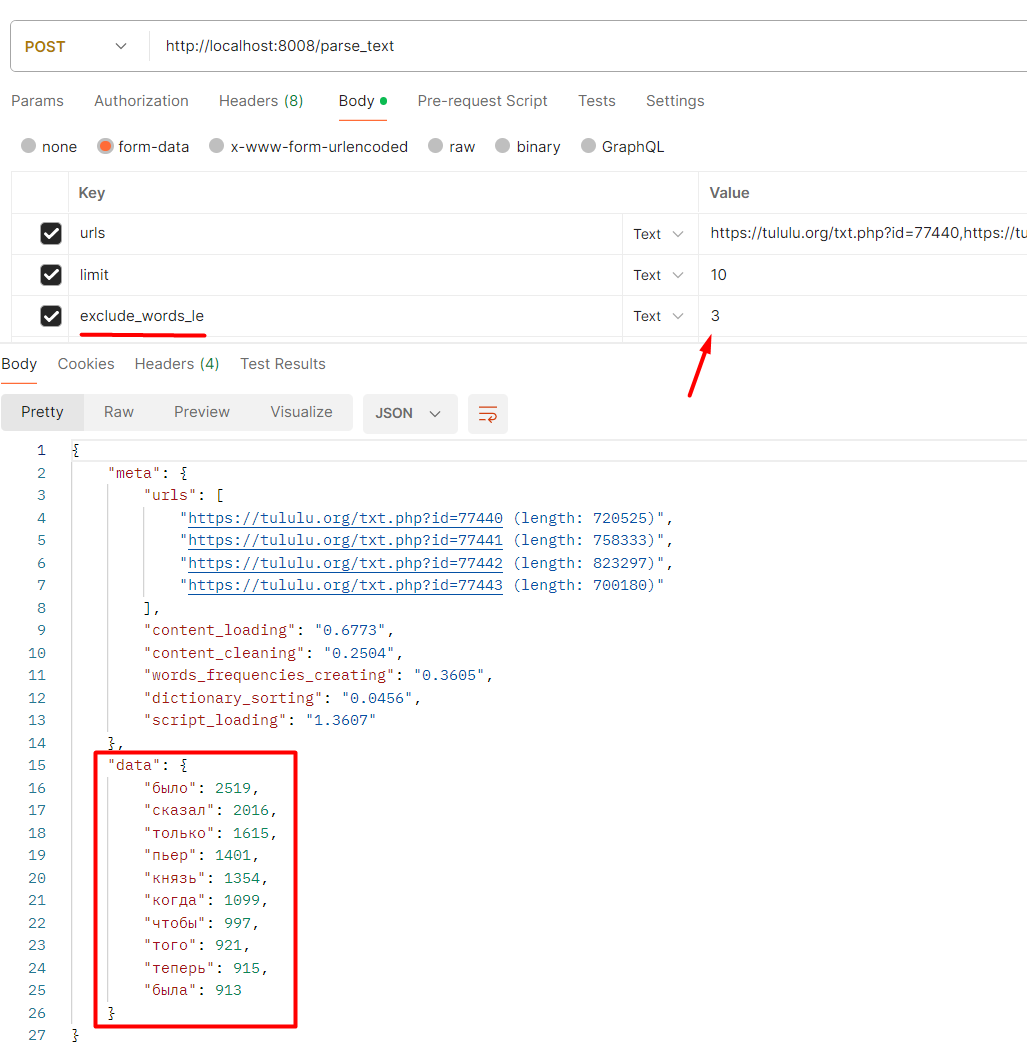 POST http://localhost:8008/parse_text
Params Authorization Headers (8) Body Pre-request Script Tests Settings
none form-data x-www-form-urlencoded raw binary GraphQL
Key Value
urls Text https://tululu.org/txt.php?id=77440,https://tu
limit Text 10
exclude_words_le Text 3
Body Cookies Headers (4) Test Results
Pretty Raw Preview Visualize JSON
1 {
2 "meta": {
3 "urls": [
4 "https://tululu.org/txt.php?id=77440 (length: 720525)",
5 "https://tululu.org/txt.php?id=77441 (length: 758333)",
6 "https://tululu.org/txt.php?id=77442 (length: 823297)",
7 "https://tululu.org/txt.php?id=77443 (length: 700180)"
8 ],
9 "content_loading": "0.6773",
10 "content_cleaning": "0.2504",
11 "words_frequencies_creating": "0.3605",
12 "dictionary_sorting": "0.0456",
13 "script_loading": "1.3607"
14 },
15 "data": {
16 "было": 2519,
17 "сказал": 2016,
18 "только": 1615,
19 "пьер": 1401,
20 "князь": 1354,
21 "когда": 1099,
22 "чтобы": 997,
23 "того": 921,
24 "теперь": 915,
25 "была": 913
26 }
27 }